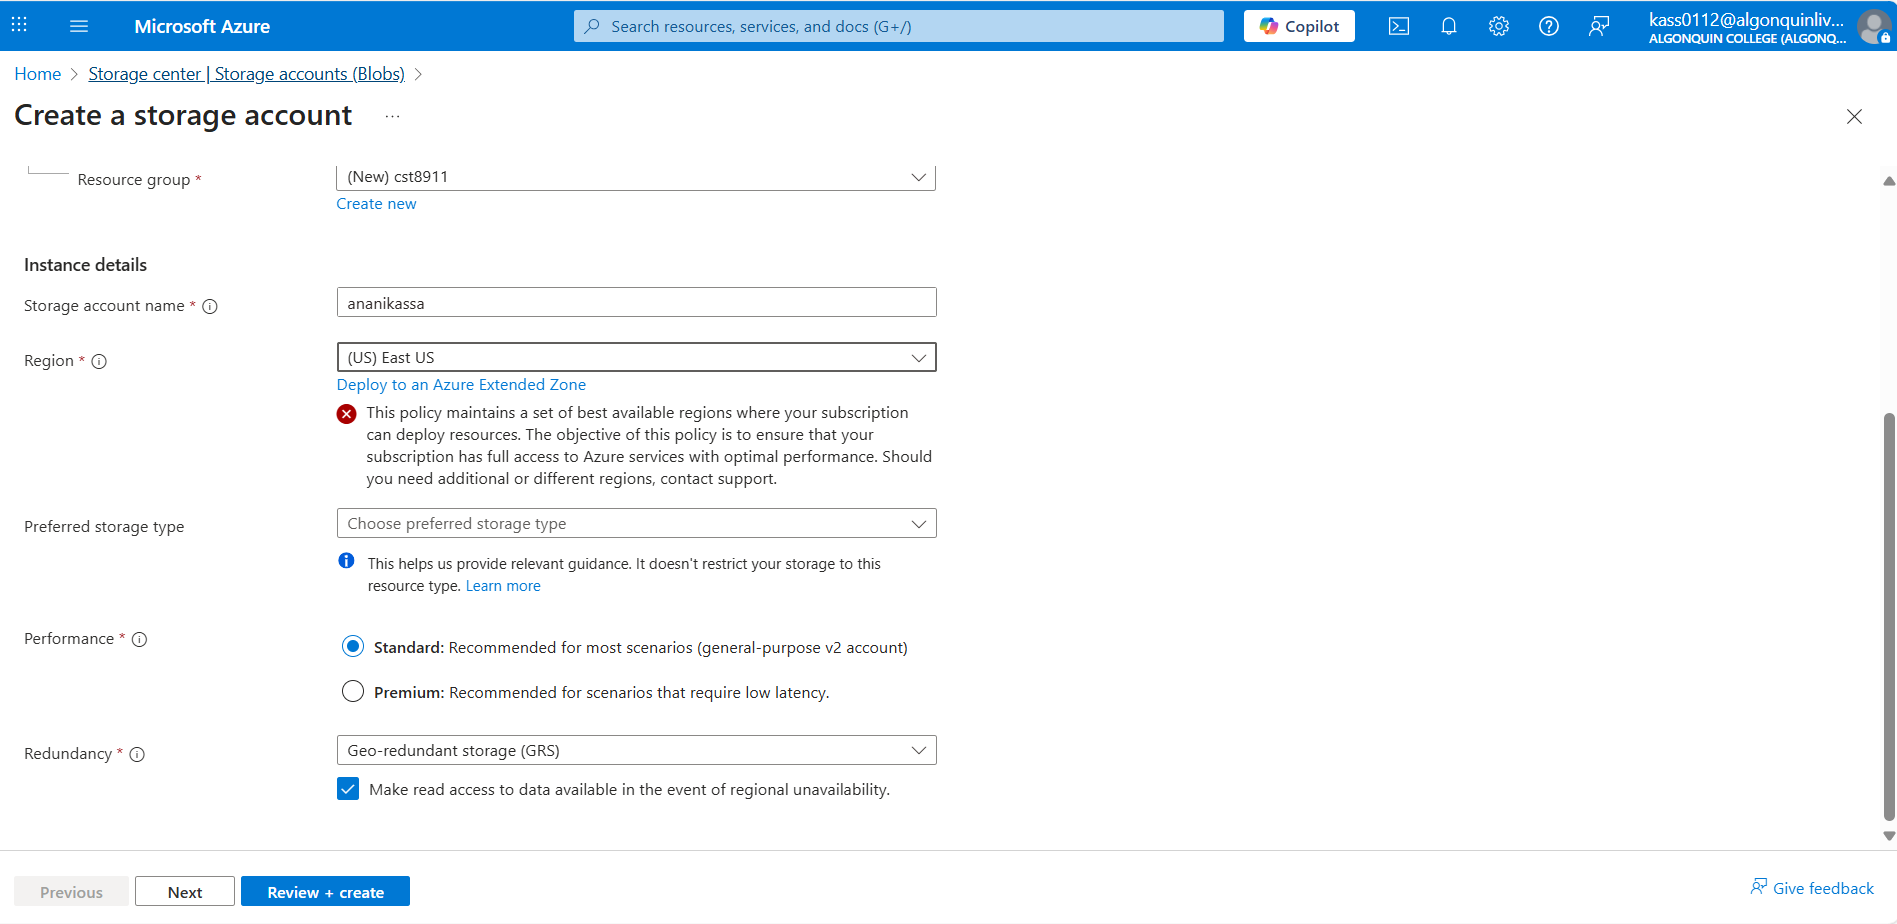 Microsoft Azure
Search resources, services, and docs (G+/)
Copilot
kass0112@algonquinliv...
ALGONQUIN COLLEGE (ALGONQ...
Home > Storage center | Storage accounts (Blobs) >
Create a storage account ...
Resource group *
(New) cst8911
Create new
Instance details
Storage account name *
ananikassa
Region *
(US) East US
Deploy to an Azure Extended Zone
This policy maintains a set of best available regions where your subscription
can deploy resources. The objective of this policy is to ensure that your
subscription has full access to Azure services with optimal performance. Should
you need additional or different regions, contact support.
Preferred storage type
Choose preferred storage type
This helps us provide relevant guidance. It doesn't restrict your storage to this
resource type. Learn more
Performance *
Standard: Recommended for most scenarios (general-purpose v2 account)
Premium: Recommended for scenarios that require low latency.
Redundancy *
Geo-redundant storage (GRS)
Make read access to data available in the event of regional unavailability.
Previous
Next
Review + create
Give feedback